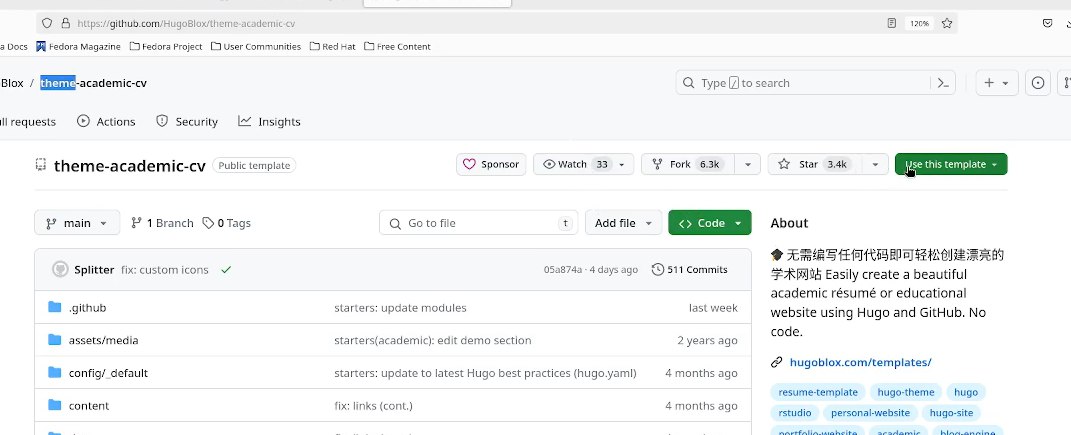 https://github.com/HugoBlox/theme-academic-cv 120%
a Docs Fedora Magazine Fedora Project User Communities Red Hat Free Content
Blox / theme-academic-cv Type / to search
ll requests Actions Security Insights
theme-academic-cv Public template Sponsor Watch 33 Fork 6.3k Star 3.4k Use this template
main 1 Branch 0 Tags Go to file t Add file Code
Splitter fix: custom icons 05a874a · 4 days ago 511 Commits
.github starters: update modules last week
assets/media starters(academic): edit demo section 2 years ago
config/_default starters: update to latest Hugo best practices (hugo.yaml) 4 months ago
content fix: links (cont.) 4 months ago
About
🎓 无需编写任何代码即可轻松创建漂亮的
学术网站 Easily create a beautiful
academic résumé or educational
website using Hugo and GitHub. No
code.
hugoblox.com/templates/
resume-template hugo-theme hugo
rstudio personal-website hugo-site
portfolio-website academic blog-engine